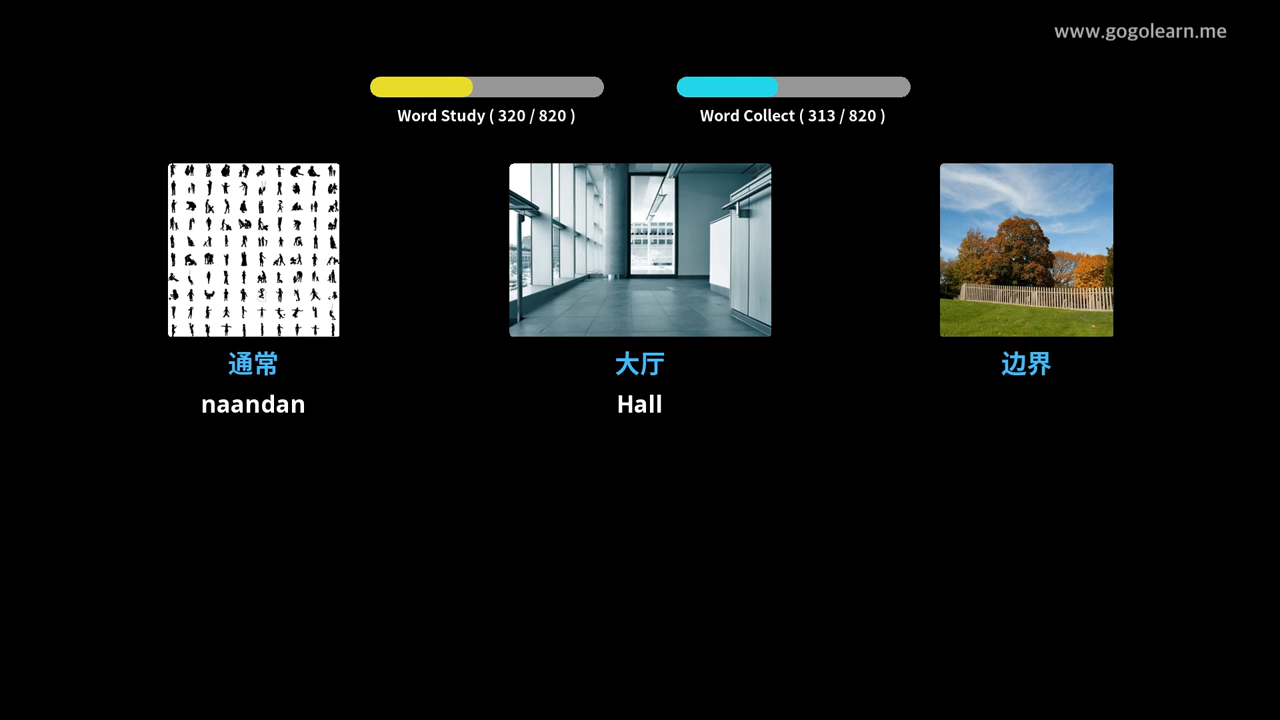 www.gogolearn.me
Word Study ( 320 / 820 )
Word Collect ( 313 / 820 )
通常
大厅
边界
naandan
Hall